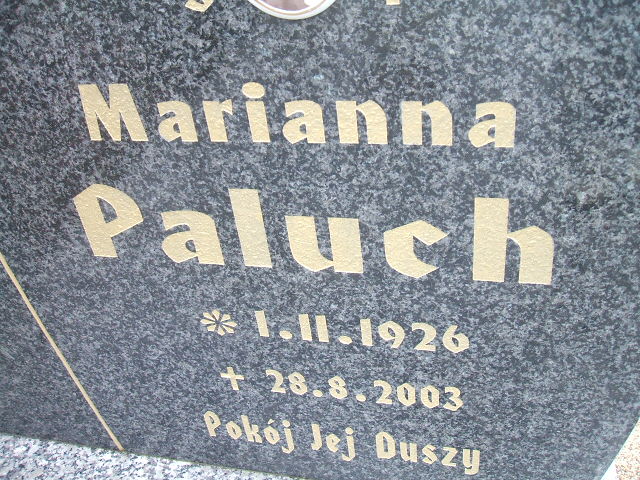 Marianna
Paluch
* 1.11.1926
+ 28.8.2003
Pokój Jej Duszy